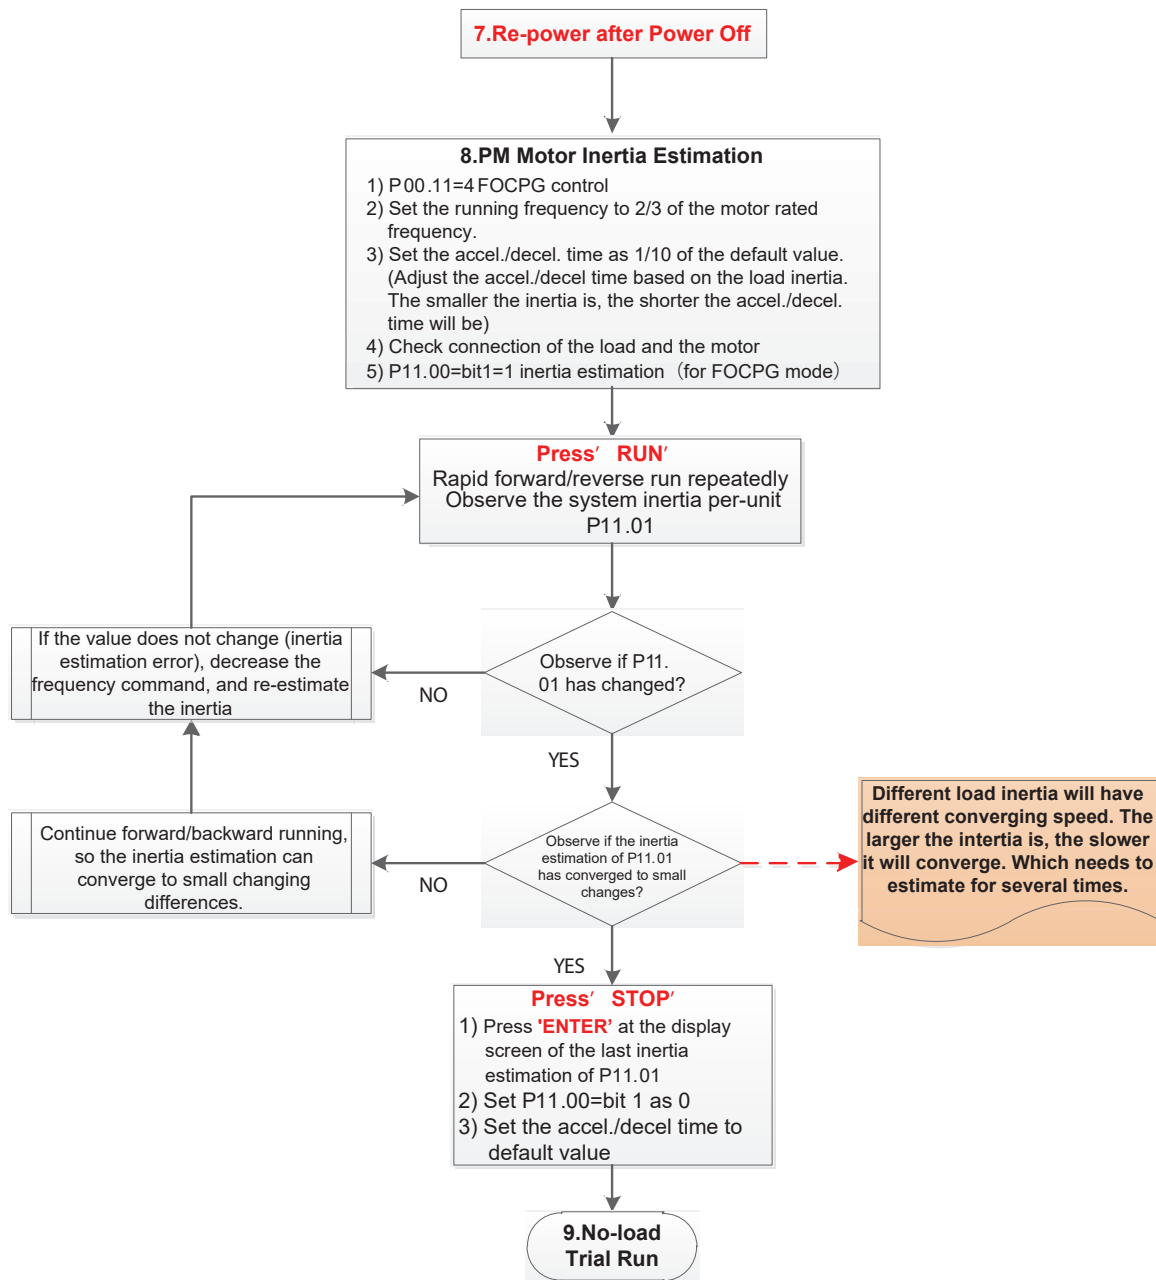 7.Re-power after Power Off
8.PM Motor Inertia Estimation
1) P00.11=4 FOCPG control
2) Set the running frequency to 2/3 of the motor rated
frequency.
3) Set the accel./decel. time as 1/10 of the default value.
(Adjust the accel./decel time based on the load inertia.
The smaller the inertia is, the shorter the accel./decel.
time will be)
4) Check connection of the load and the motor
5) P11.00=bit1=1 inertia estimation（for FOCPG mode）
Press' RUN'
Rapid forward/reverse run repeatedly
Observe the system inertia per-unit
P11.01
Observe if P11.
01 has changed?
NO
If the value does not change (inertia
estimation error), decrease the
frequency command, and re-estimate
the inertia
YES
Observe if the inertia
estimation of P11.01
has converged to small
changes?
NO
Continue forward/backward running,
so the inertia estimation can
converge to small changing
differences.
Different load inertia will have
different converging speed. The
larger the intertia is, the slower
it will converge. Which needs to
estimate for several times.
YES
Press' STOP'
1) Press 'ENTER' at the display
screen of the last inertia
estimation of P11.01
2) Set P11.00=bit 1 as 0
3) Set the accel./decel time to
default value
9.No-load
Trial Run